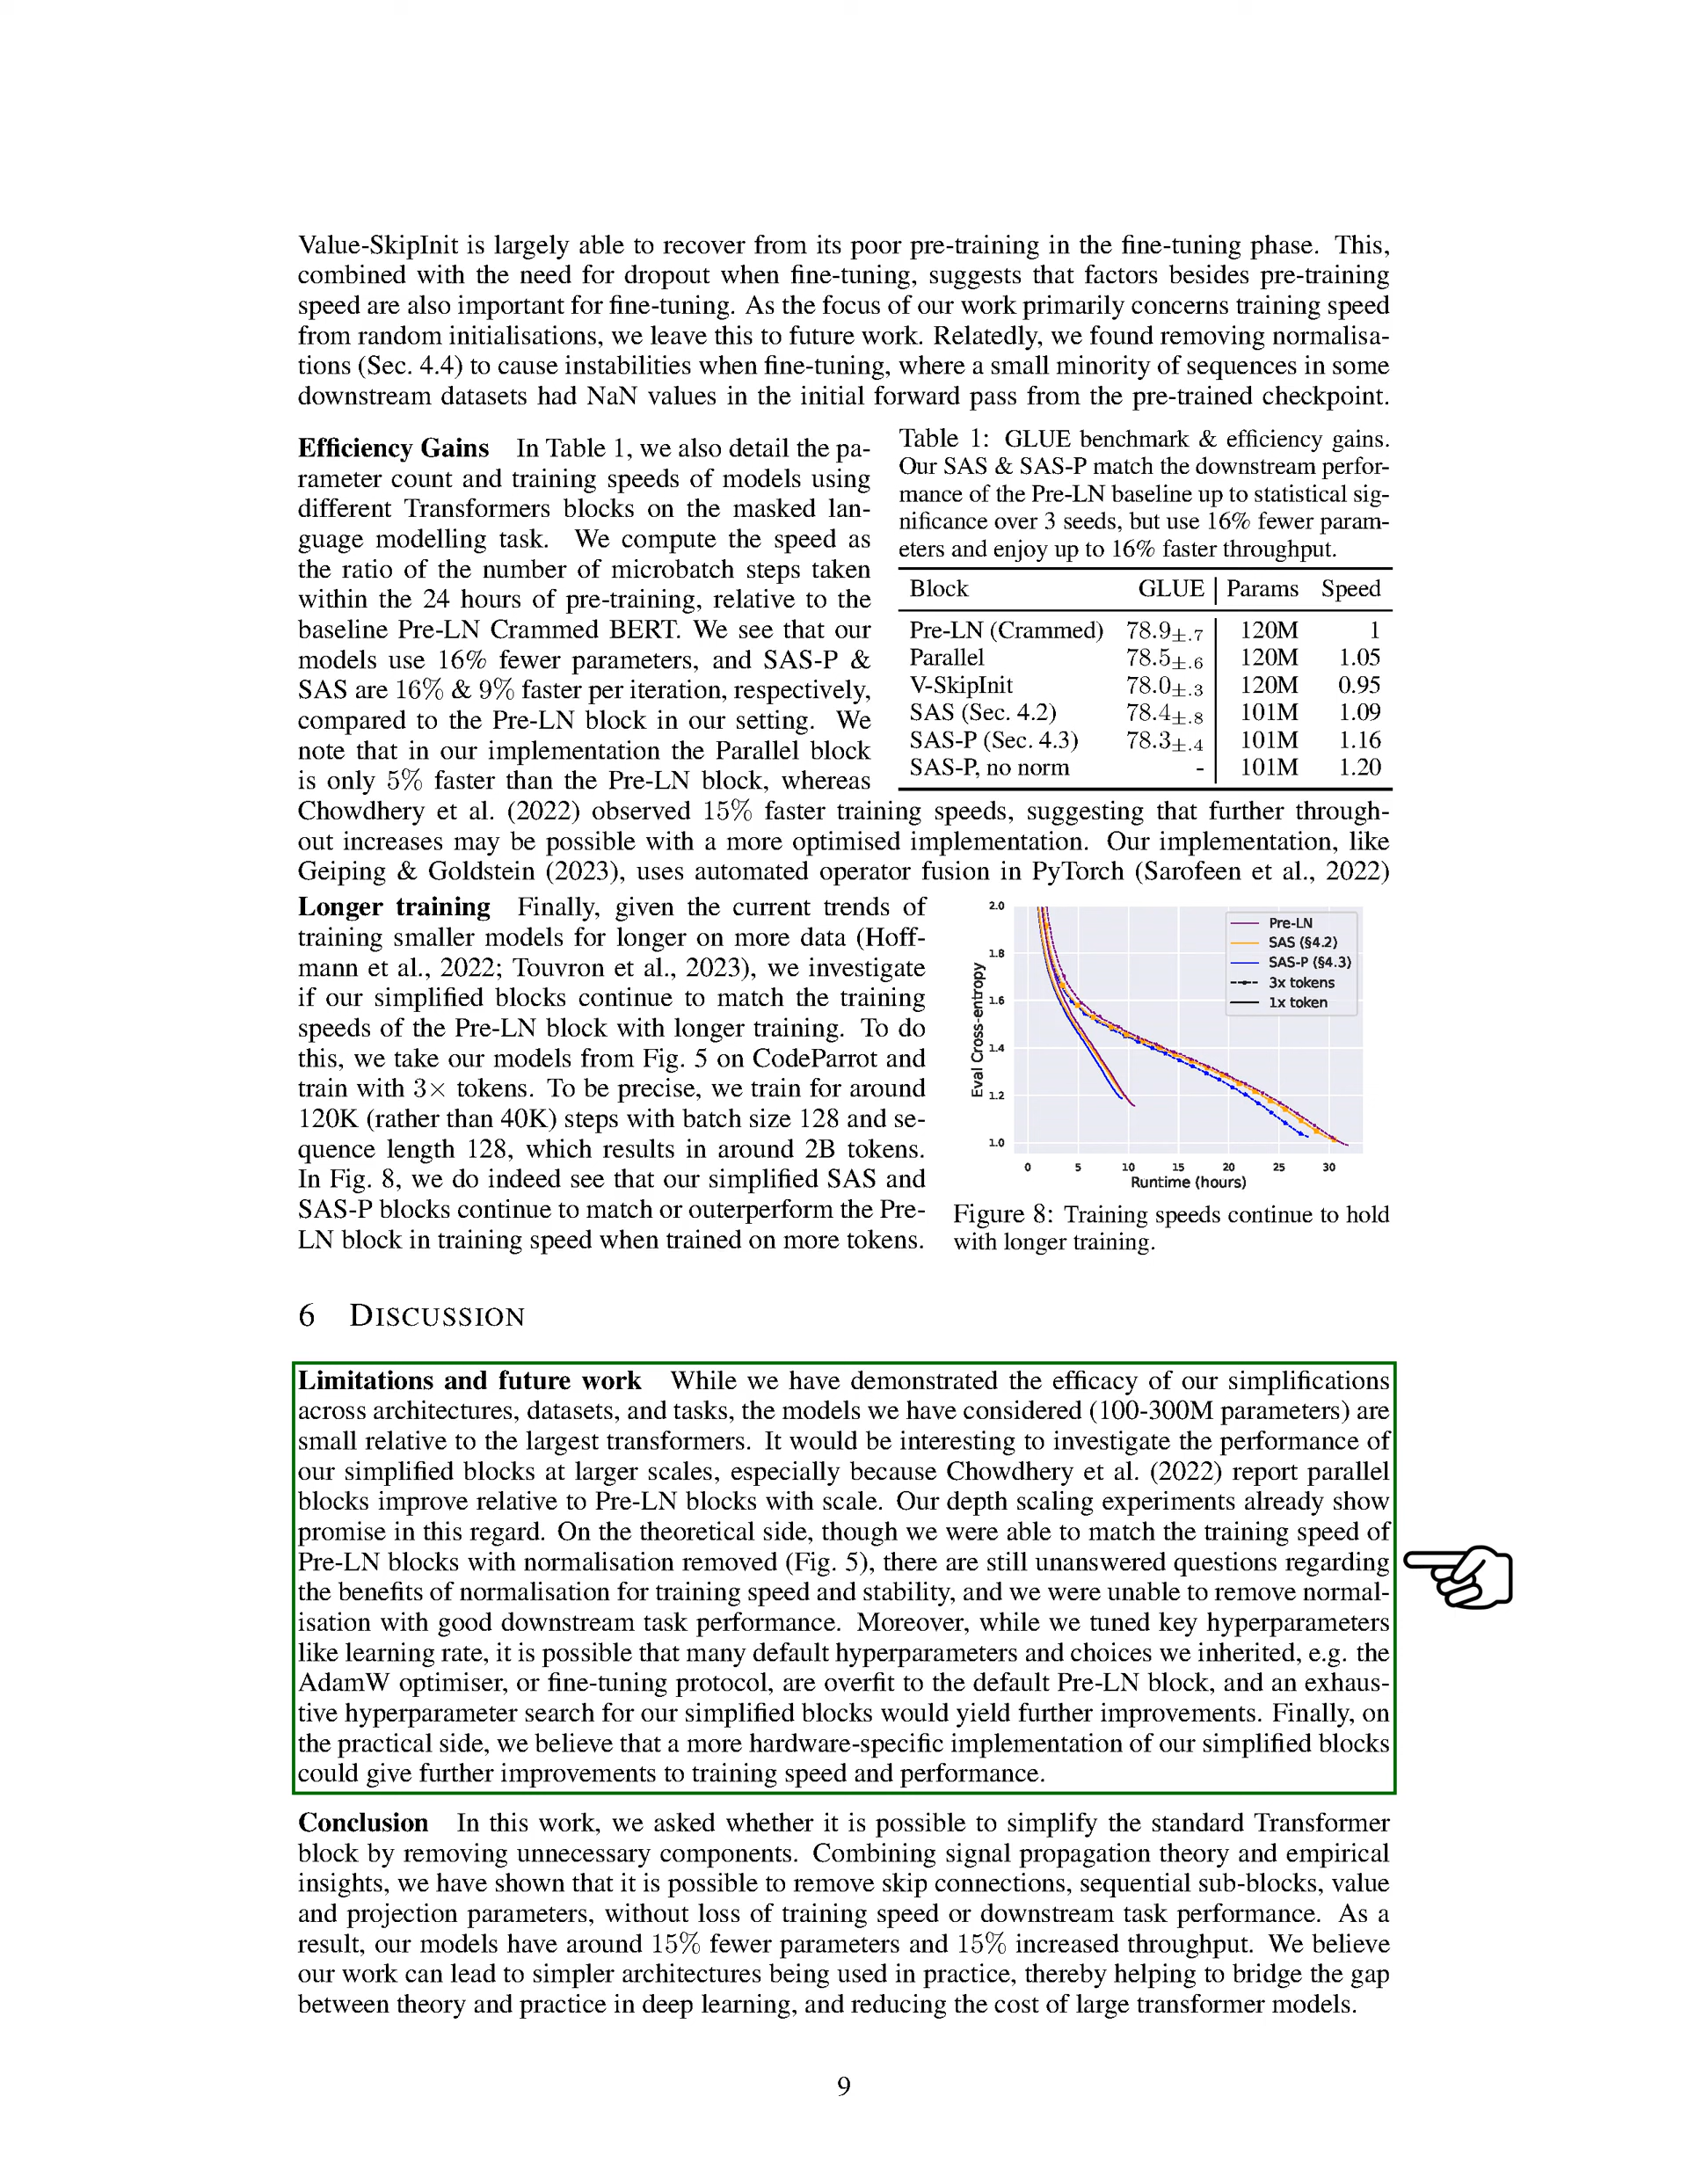 Value-SkipInit is largely able to recover from its poor pre-training in the fine-tuning phase. This,
combined with the need for dropout when fine-tuning, suggests that factors besides pre-training
speed are also important for fine-tuning. As the focus of our work primarily concerns training speed
from random initialisations, we leave this to future work. Relatedly, we found removing normalisa-
tions (Sec. 4.4) to cause instabilities when fine-tuning, where a small minority of sequences in some
downstream datasets had NaN values in the initial forward pass from the pre-trained checkpoint.
Efficiency Gains In Table 1, we also detail the pa-
rameter count and training speeds of models using
different Transformers blocks on the masked lan-
guage modelling task. We compute the speed as
the ratio of the number of microbatch steps taken
within the 24 hours of pre-training, relative to the
baseline Pre-LN Crammed BERT. We see that our
models use 16% fewer parameters, and SAS-P &
SAS are 16% & 9% faster per iteration, respectively,
compared to the Pre-LN block in our setting. We
note that in our implementation the Parallel block
is only 5% faster than the Pre-LN block, whereas
Chowdhery et al. (2022) observed 15% faster training speeds, suggesting that further through-
out increases may be possible with a more optimised implementation. Our implementation, like
Geiping & Goldstein (2023), uses automated operator fusion in PyTorch (Sarofeen et al., 2022)
Table 1: GLUE benchmark & efficiency gains.
Our SAS & SAS-P match the downstream perfor-
mance of the Pre-LN baseline up to statistical sig-
nificance over 3 seeds, but use 16% fewer param-
eters and enjoy up to 16% faster throughput.
Block GLUE Params Speed
Pre-LN (Crammed) 78.9±.7 120M 1
Parallel 78.5±.6 120M 1.05
V-SkipInit 78.0±.3 120M 0.95
SAS (Sec. 4.2) 78.4±.8 101M 1.09
SAS-P (Sec. 4.3) 78.3±.4 101M 1.16
SAS-P, no norm - 101M 1.20
Longer training Finally, given the current trends of
training smaller models for longer on more data (Hoff-
mann et al., 2022; Touvron et al., 2023), we investigate
if our simplified blocks continue to match the training
speeds of the Pre-LN block with longer training. To do
this, we take our models from Fig. 5 on CodeParrot and
train with 3× tokens. To be precise, we train for around
120K (rather than 40K) steps with batch size 128 and se-
quence length 128, which results in around 2B tokens.
In Fig. 8, we do indeed see that our simplified SAS and
SAS-P blocks continue to match or outerperform the Pre-
LN block in training speed when trained on more tokens.
Eval Cross-entropy
2.0
1.8
1.6
1.4
1.2
1.0
Pre-LN
SAS (§4.2)
SAS-P (§4.3)
3x tokens
1x token
0 5 10 15 20 25 30
Runtime (hours)
Figure 8: Training speeds continue to hold
with longer training.
6 DISCUSSION
Limitations and future work While we have demonstrated the efficacy of our simplifications
across architectures, datasets, and tasks, the models we have considered (100-300M parameters) are
small relative to the largest transformers. It would be interesting to investigate the performance of
our simplified blocks at larger scales, especially because Chowdhery et al. (2022) report parallel
blocks improve relative to Pre-LN blocks with scale. Our depth scaling experiments already show
promise in this regard. On the theoretical side, though we were able to match the training speed of
Pre-LN blocks with normalisation removed (Fig. 5), there are still unanswered questions regarding
the benefits of normalisation for training speed and stability, and we were unable to remove normal-
isation with good downstream task performance. Moreover, while we tuned key hyperparameters
like learning rate, it is possible that many default hyperparameters and choices we inherited, e.g. the
AdamW optimiser, or fine-tuning protocol, are overfit to the default Pre-LN block, and an exhaus-
tive hyperparameter search for our simplified blocks would yield further improvements. Finally, on
the practical side, we believe that a more hardware-specific implementation of our simplified blocks
could give further improvements to training speed and performance.
Conclusion In this work, we asked whether it is possible to simplify the standard Transformer
block by removing unnecessary components. Combining signal propagation theory and empirical
insights, we have shown that it is possible to remove skip connections, sequential sub-blocks, value
and projection parameters, without loss of training speed or downstream task performance. As a
result, our models have around 15% fewer parameters and 15% increased throughput. We believe
our work can lead to simpler architectures being used in practice, thereby helping to bridge the gap
between theory and practice in deep learning, and reducing the cost of large transformer models.
9